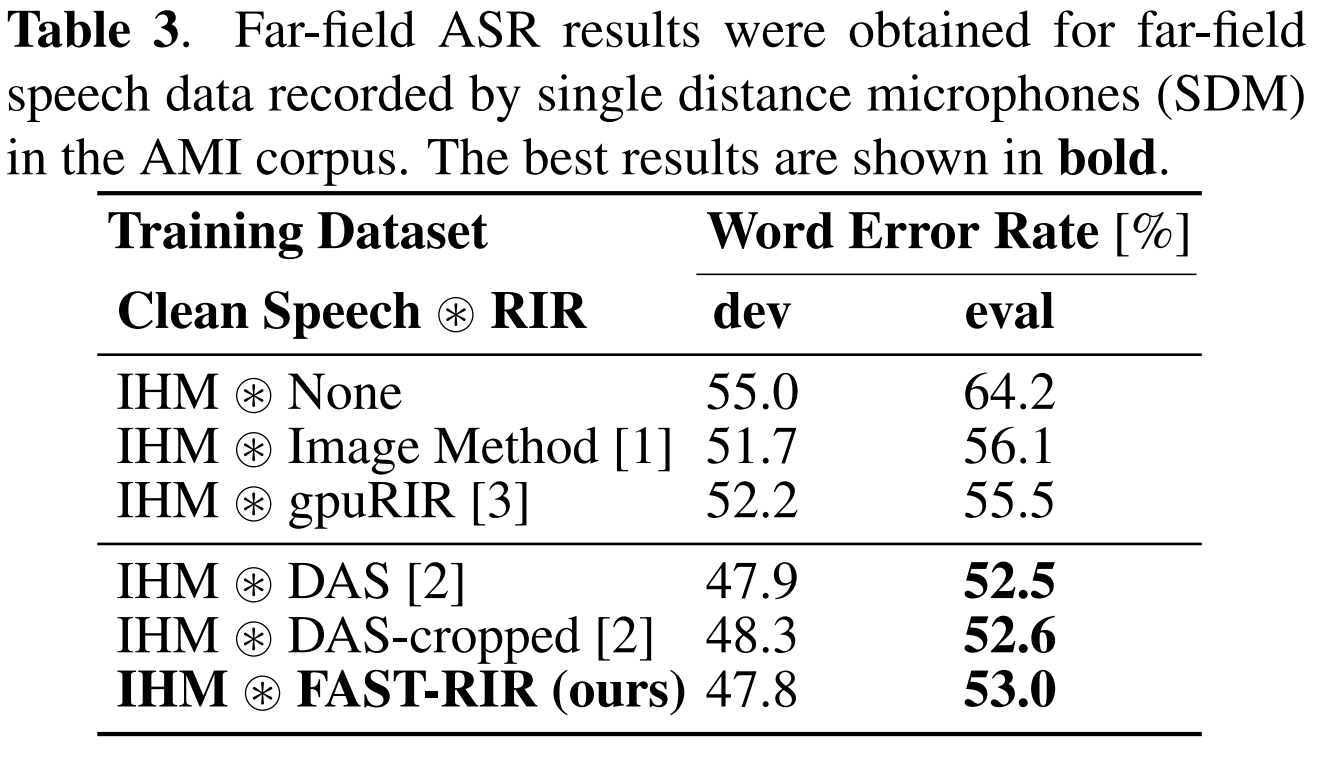 Table 3. Far-field ASR results were obtained for far-field
speech data recorded by single distance microphones (SDM)
in the AMI corpus. The best results are shown in bold.
Training Dataset Word Error Rate [%]
Clean Speech ⊛ RIR dev eval
IHM ⊛ None 55.0 64.2
IHM ⊛ Image Method [1] 51.7 56.1
IHM ⊛ gpuRIR [3] 52.2 55.5
IHM ⊛ DAS [2] 47.9 52.5
IHM ⊛ DAS-cropped [2] 48.3 52.6
IHM ⊛ FAST-RIR (ours) 47.8 53.0